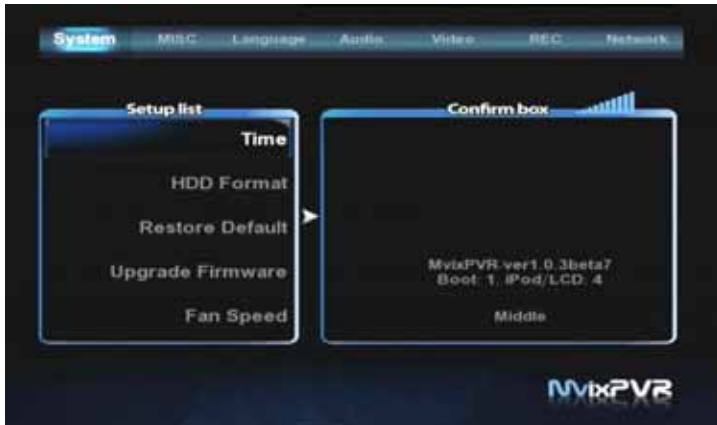 System MISC Language Audio Video REC Network
Setup list
Time
HDD Format
Restore Default
Upgrade Firmware
Fan Speed
Confirm box
MvixPVR-ver1.0.3beta7
Boot: 1. iPod/LCD: 4
Middle
MvixPVR